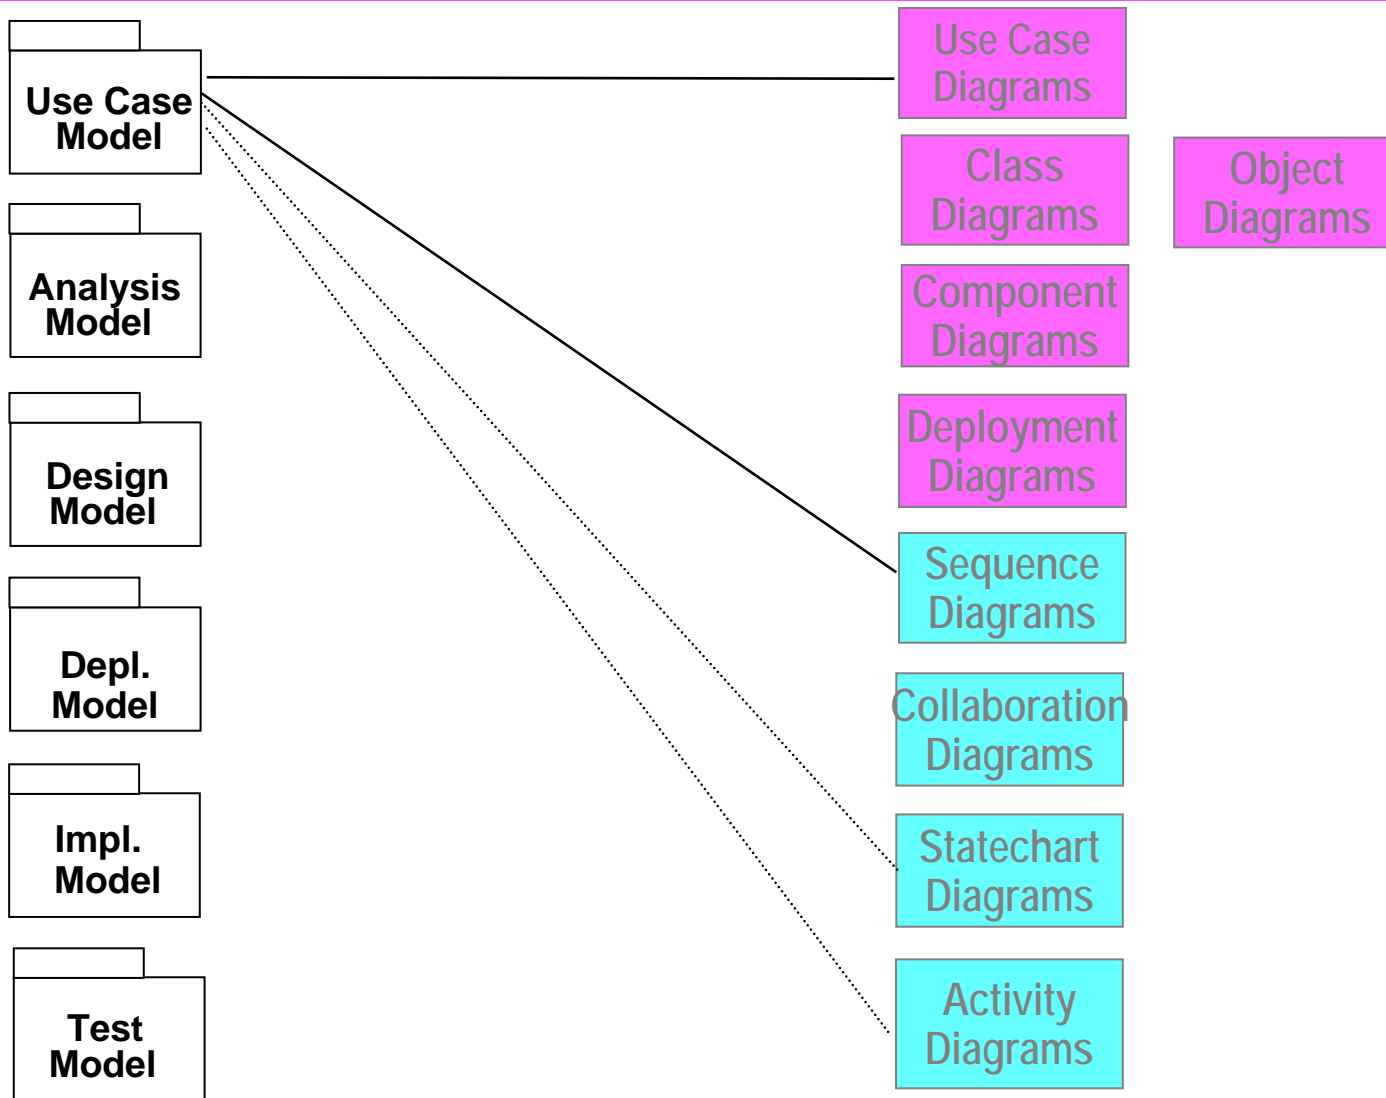 Use Case
Model
Analysis
Model
Design
Model
Depl.
Model
Impl.
Model
Test
Model
Use Case
Diagrams
Class
Diagrams
Object
Diagrams
Component
Diagrams
Deployment
Diagrams
Sequence
Diagrams
Collaboration
Diagrams
Statechart
Diagrams
Activity
Diagrams